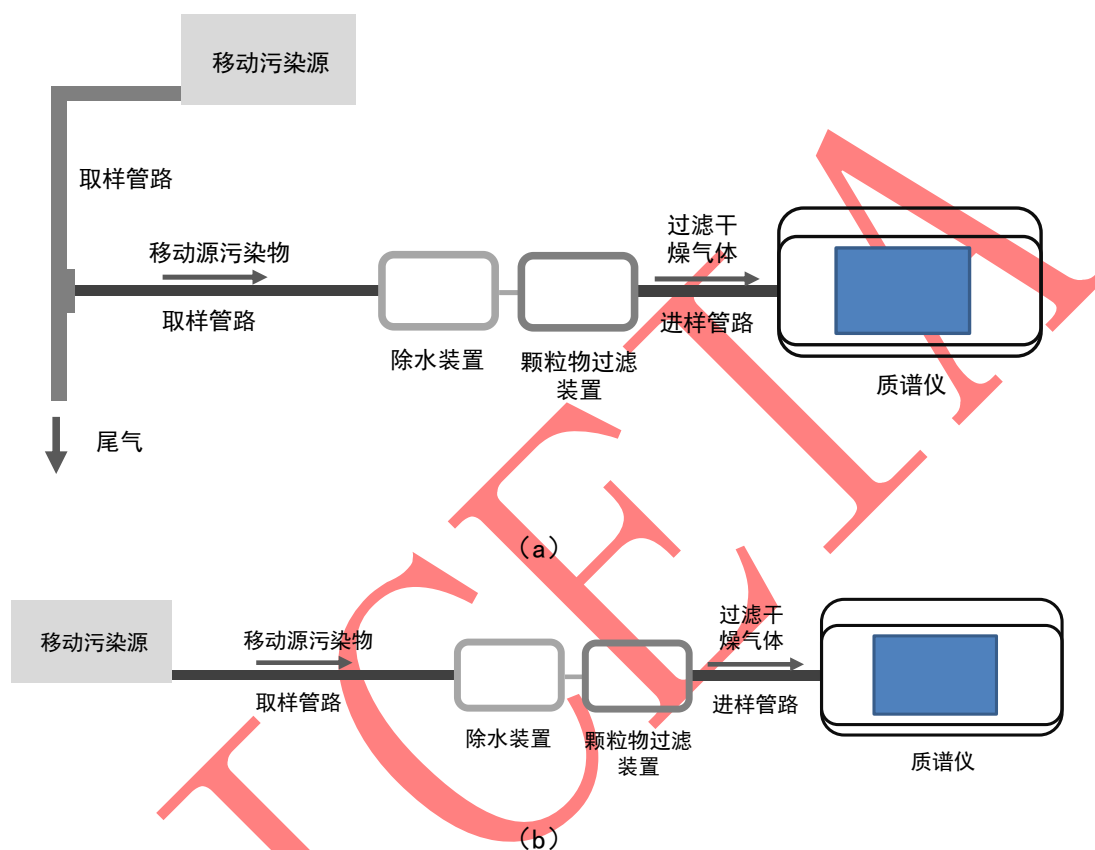 移动污染源
取样管路
移动源污染物
取样管路
除水装置
颗粒物过滤
装置
过滤干
燥气体
进样管路
质谱仪
尾气
(a)
移动污染源
移动源污染物
取样管路
除水装置
颗粒物过滤
装置
过滤干
燥气体
进样管路
质谱仪
(b)
ICETM